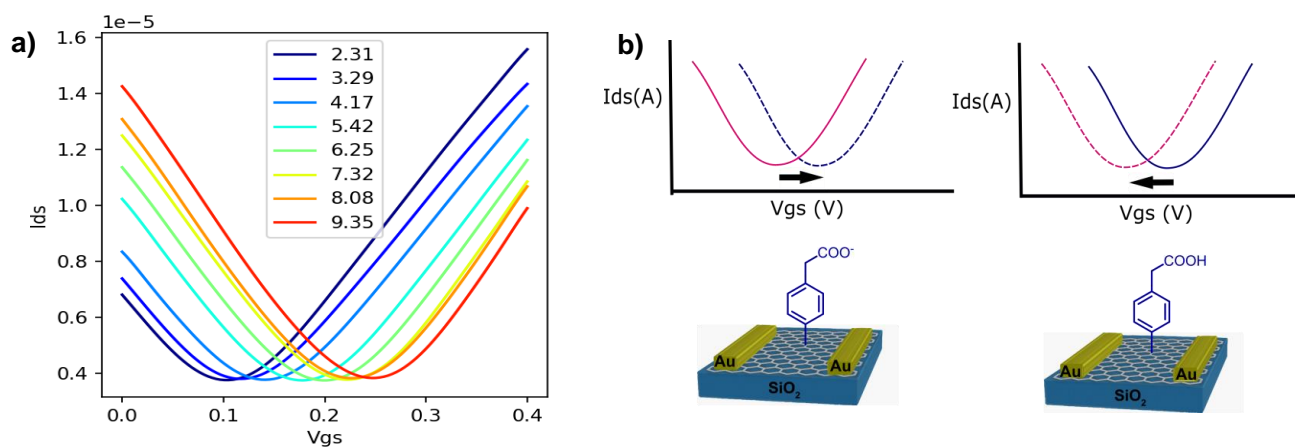 a)
1e−5
1.6
1.4
1.2
1.0
0.8
0.6
0.4
Ids
2.31
3.29
4.17
5.42
6.25
7.32
8.08
9.35
0.0 0.1 0.2 0.3 0.4
Vgs
b)
Ids(A)
Vgs (V)
Ids(A)
Vgs (V)
COO⁻
Au
Au
SiO₂
COOH
Au
Au
SiO₂